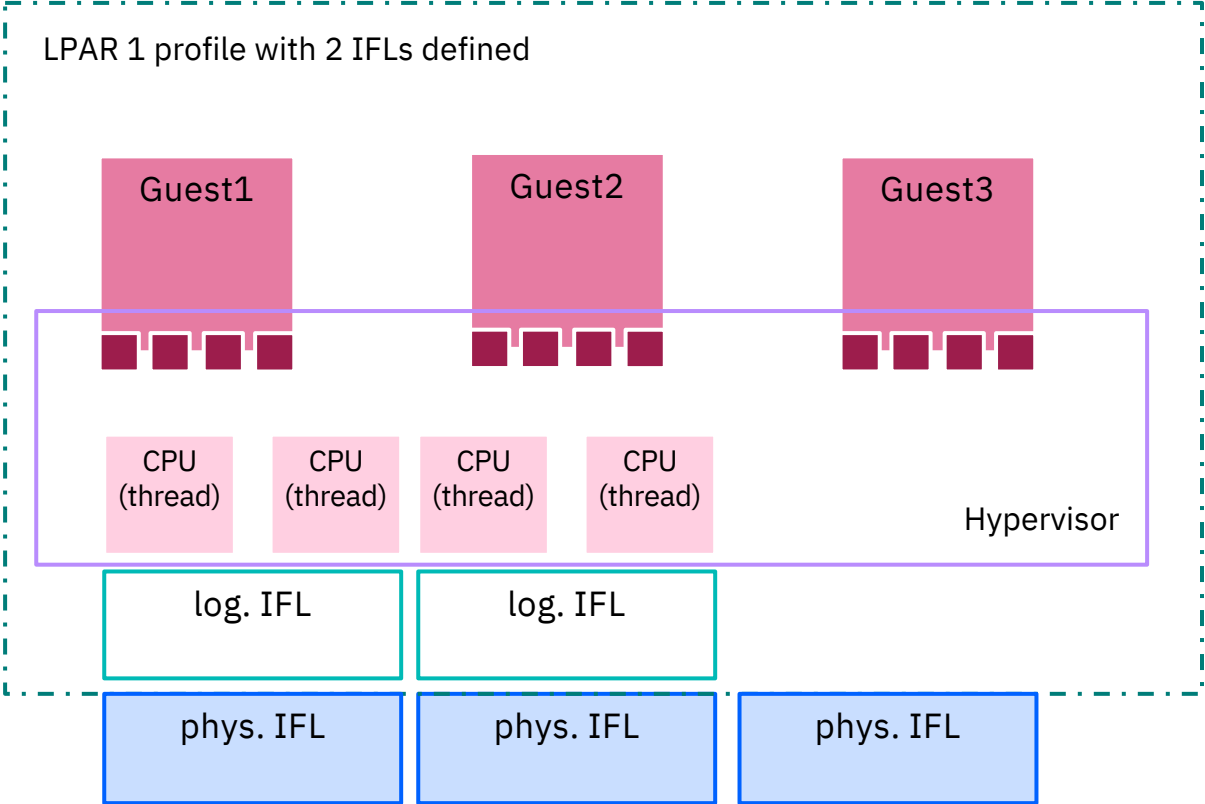 LPAR 1 profile with 2 IFLs defined
Guest1
Guest2
Guest3
CPU
(thread)
CPU
(thread)
CPU
(thread)
CPU
(thread)
Hypervisor
log. IFL
log. IFL
phys. IFL
phys. IFL
phys. IFL